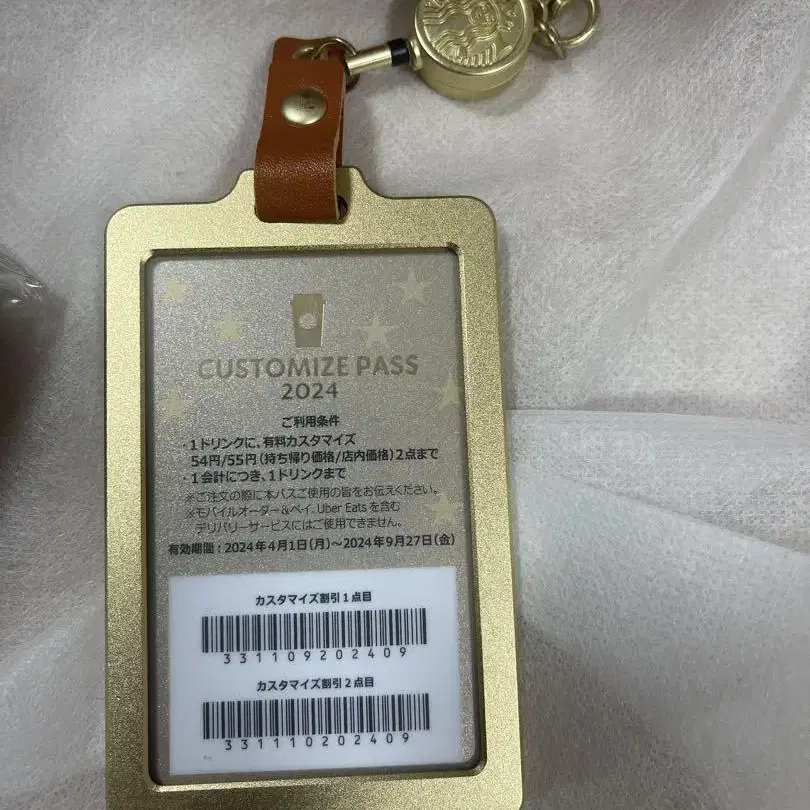 CUSTOMIZE PASS
2024
ご利用条件
・1ドリンクに、有料カスタマイズ
54円/55円(持ち帰り価格/店内価格)2点まで
・1会計につき、1ドリンクまで
※ご注文の際に本パスご使用の旨をお伝えください。
※モバイルオーダー&ペイ、Uber Eatsを含む
デリバリーサービスにはご使用できません。
有効期間:2024年4月1日(月)~2024年9月27日(金)
カスタマイズ割引1点目
331109202409
カスタマイズ割引2点目
331110202409